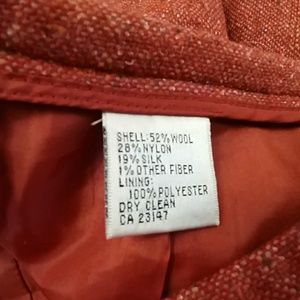 SHELL: 52% WOOL
28% NYLON
19% SILK
1% OTHER FIBER
LINING:
100% POLYESTER
DRY CLEAN
CA 23147